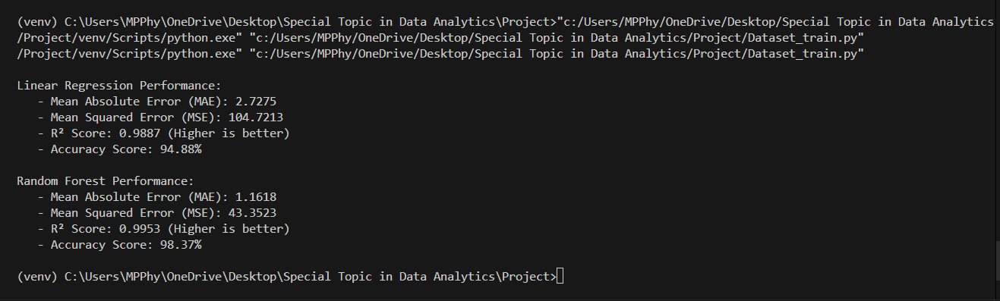 (venv) C:\Users\MPPhy\OneDrive\Desktop\Special Topic in Data Analytics\Project>"c:/Users/MPPhy/OneDrive/Desktop/Special Topic in Data Analytics
/Project/venv/Scripts/python.exe" "c:/Users/MPPhy/OneDrive/Desktop/Special Topic in Data Analytics/Project/Dataset_train.py"
/Project/venv/Scripts/python.exe" "c:/Users/MPPhy/OneDrive/Desktop/Special Topic in Data Analytics/Project/Dataset_train.py"

Linear Regression Performance:
   - Mean Absolute Error (MAE): 2.7275
   - Mean Squared Error (MSE): 104.7213
   - R² Score: 0.9887 (Higher is better)
   - Accuracy Score: 94.88%

Random Forest Performance:
   - Mean Absolute Error (MAE): 1.1618
   - Mean Squared Error (MSE): 43.3523
   - R² Score: 0.9953 (Higher is better)
   - Accuracy Score: 98.37%

(venv) C:\Users\MPPhy\OneDrive\Desktop\Special Topic in Data Analytics\Project>